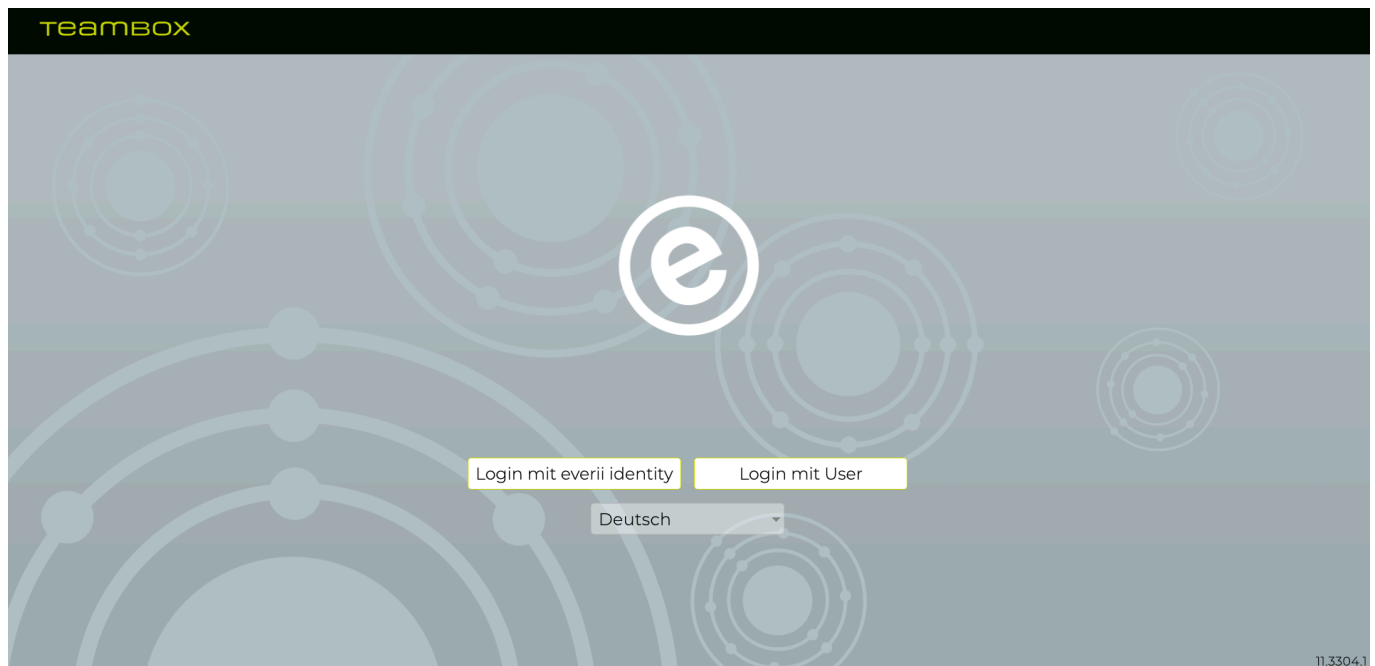 TEAMBOX
e
Login mit everii identity
Login mit User
Deutsch
11.3304.1